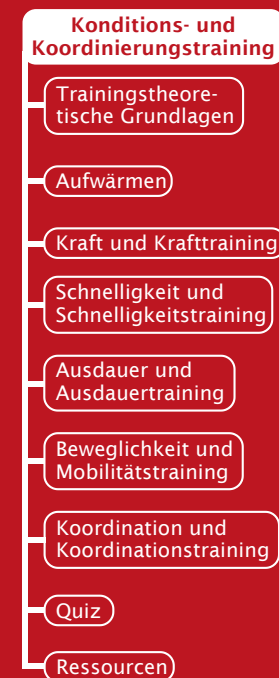 Konditions- und
Koordinierungstraining
Trainingstheore-
tische Grundlagen
Aufwärmen
Kraft und Krafttraining
Schnelligkeit und
Schnelligkeitstraining
Ausdauer und
Ausdauertraining
Beweglichkeit und
Mobilitätstraining
Koordination und
Koordinationstraining
Quiz
Ressourcen